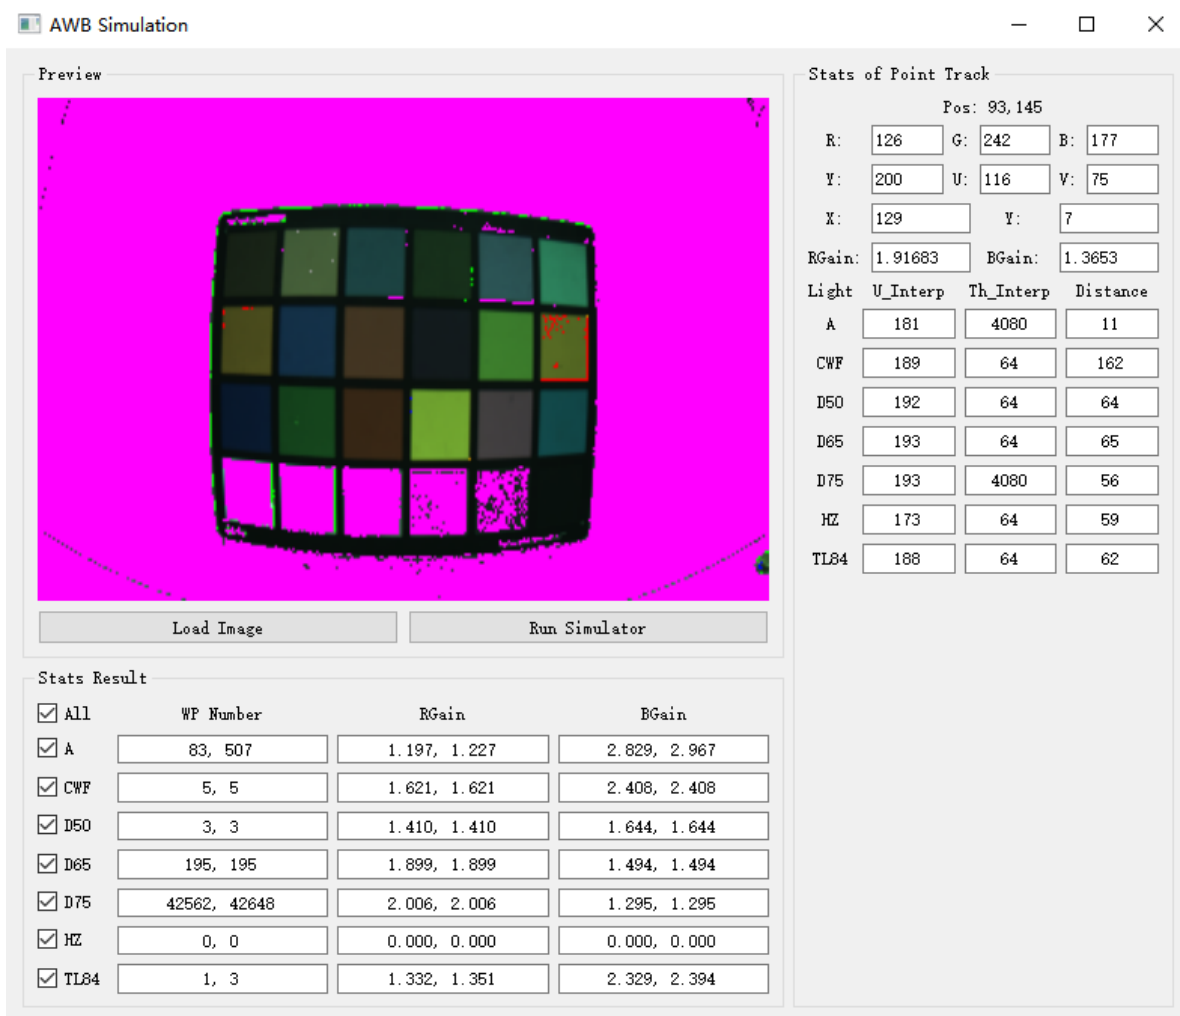 AWB Simulation
Preview
Load Image Run Simulator
Stats Result
All WP Number RGain BGain
A 83, 507 1.197, 1.227 2.829, 2.967
CWF 5, 5 1.621, 1.621 2.408, 2.408
D50 3, 3 1.410, 1.410 1.644, 1.644
D65 195, 195 1.899, 1.899 1.494, 1.494
D75 42562, 42648 2.006, 2.006 1.295, 1.295
HZ 0, 0 0.000, 0.000 0.000, 0.000
TL84 1, 3 1.332, 1.351 2.329, 2.394
Stats of Point Track
Pos: 93,145
R: 126 G: 242 B: 177
Y: 200 U: 116 V: 75
X: 129 Y: 7
RGain: 1.91683 BGain: 1.3653
Light U_Interp Th_Interp Distance
A 181 4080 11
CWF 189 64 162
D50 192 64 64
D65 193 64 65
D75 193 4080 56
HZ 173 64 59
TL84 188 64 62